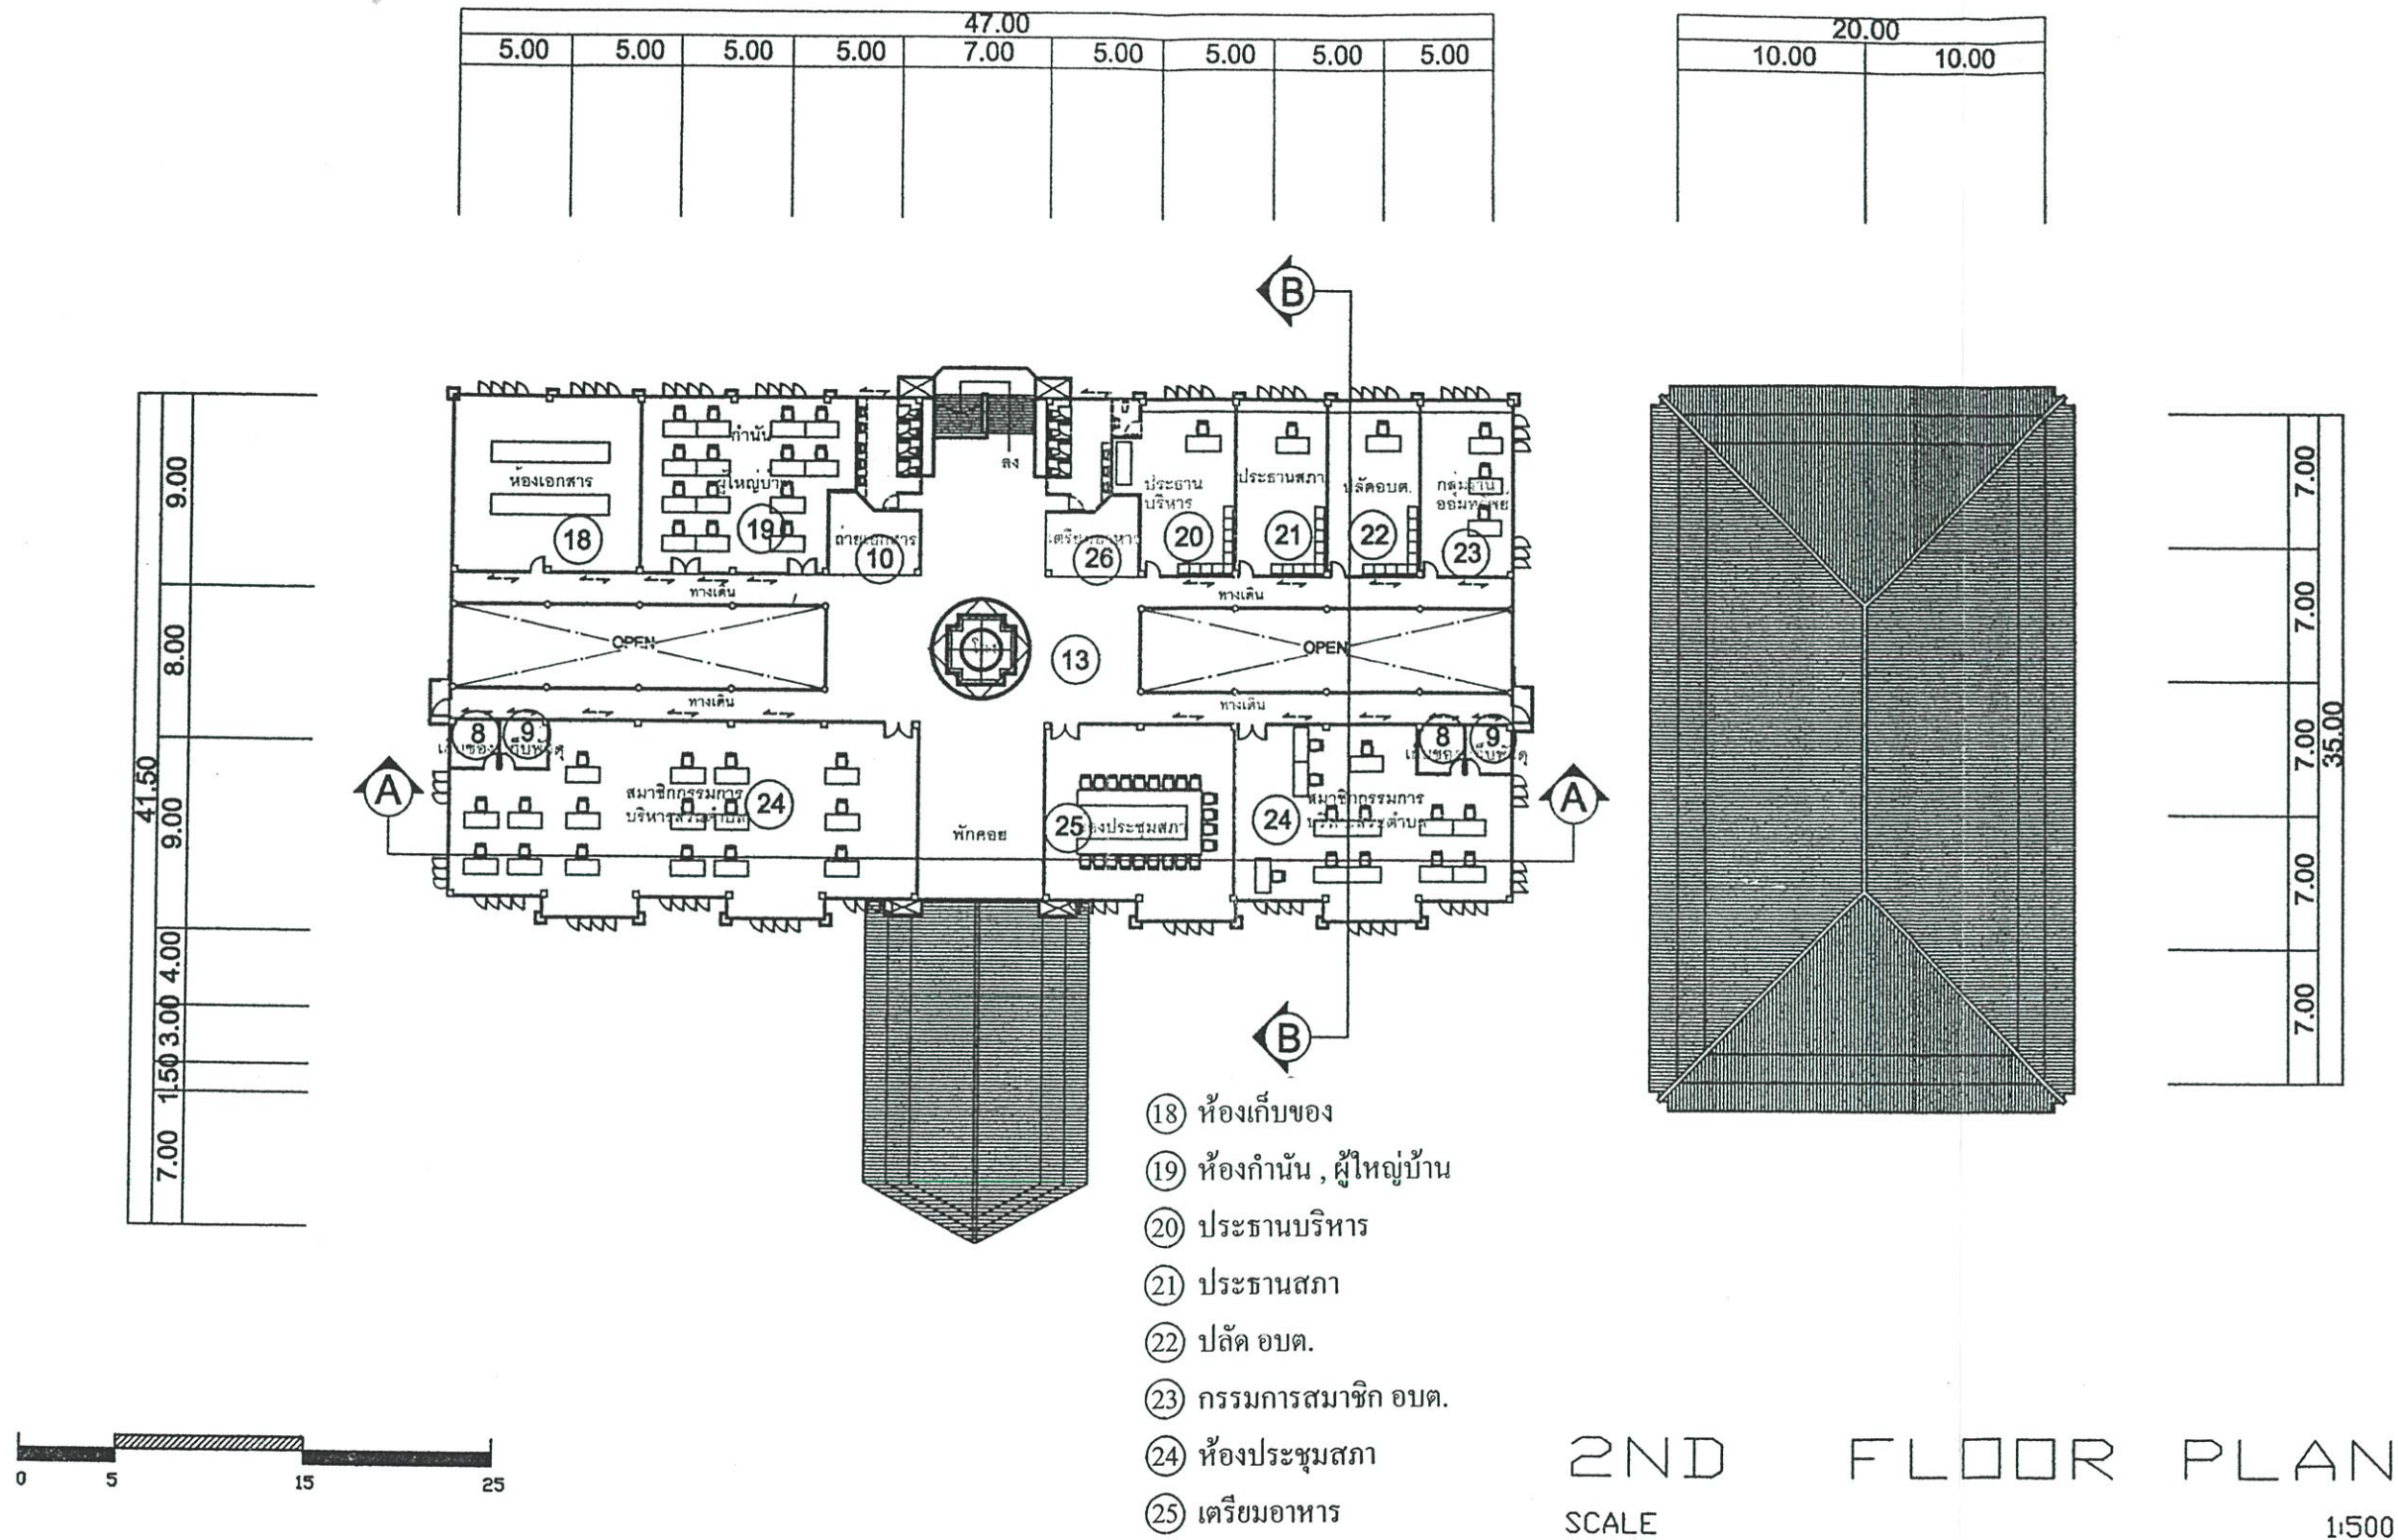 47.00
5.00 5.00 5.00 5.00 7.00 5.00 5.00 5.00 5.00
20.00
10.00 10.00
B
41.50
9.00
8.00
9.00
4.00
3.00
1.50
7.00
ห้องเอกสาร
18
กำนัน
19
10
ลง
26
ประธาน
บริหาร
20
ประธานสภา
21
ปลัดอบต.
22
23
ทางเดิน
ทางเดิน
OPEN
13
OPEN
ทางเดิน
ทางเดิน
8
9
8
9
A
สมาชิกกรรมการ
24
พักคอย
25
24
สมาชิกกรรมการ
A
B
7.00
7.00
7.00
7.00
7.00
35.00
18 ห้องเก็บของ
19 ห้องกำนัน , ผู้ใหญ่บ้าน
20 ประธานบริหาร
21 ประธานสภา
22 ปลัด อบต.
23 กรรมการสมาชิก อบต.
24 ห้องประชุมสภา
25 เตรียมอาหาร
0 5 15 25
2ND FLOOR PLAN
SCALE 1:500